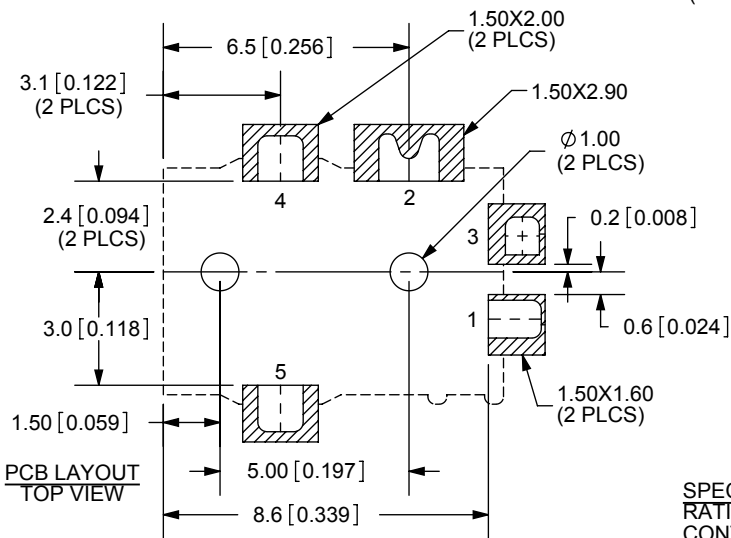 (
1.50X2.00
(2 PLCS)
6.5 [0.256]
3.1 [0.122]
(2 PLCS)
1.50X2.90
Ø1.00
(2 PLCS)
4
2
2.4 [0.094]
(2 PLCS)
3
0.2 [0.008]
3.0 [0.118]
1
0.6 [0.024]
5
1.50 [0.059]
1.50X1.60
(2 PLCS)
PCB LAYOUT
TOP VIEW
5.00 [0.197]
8.6 [0.339]